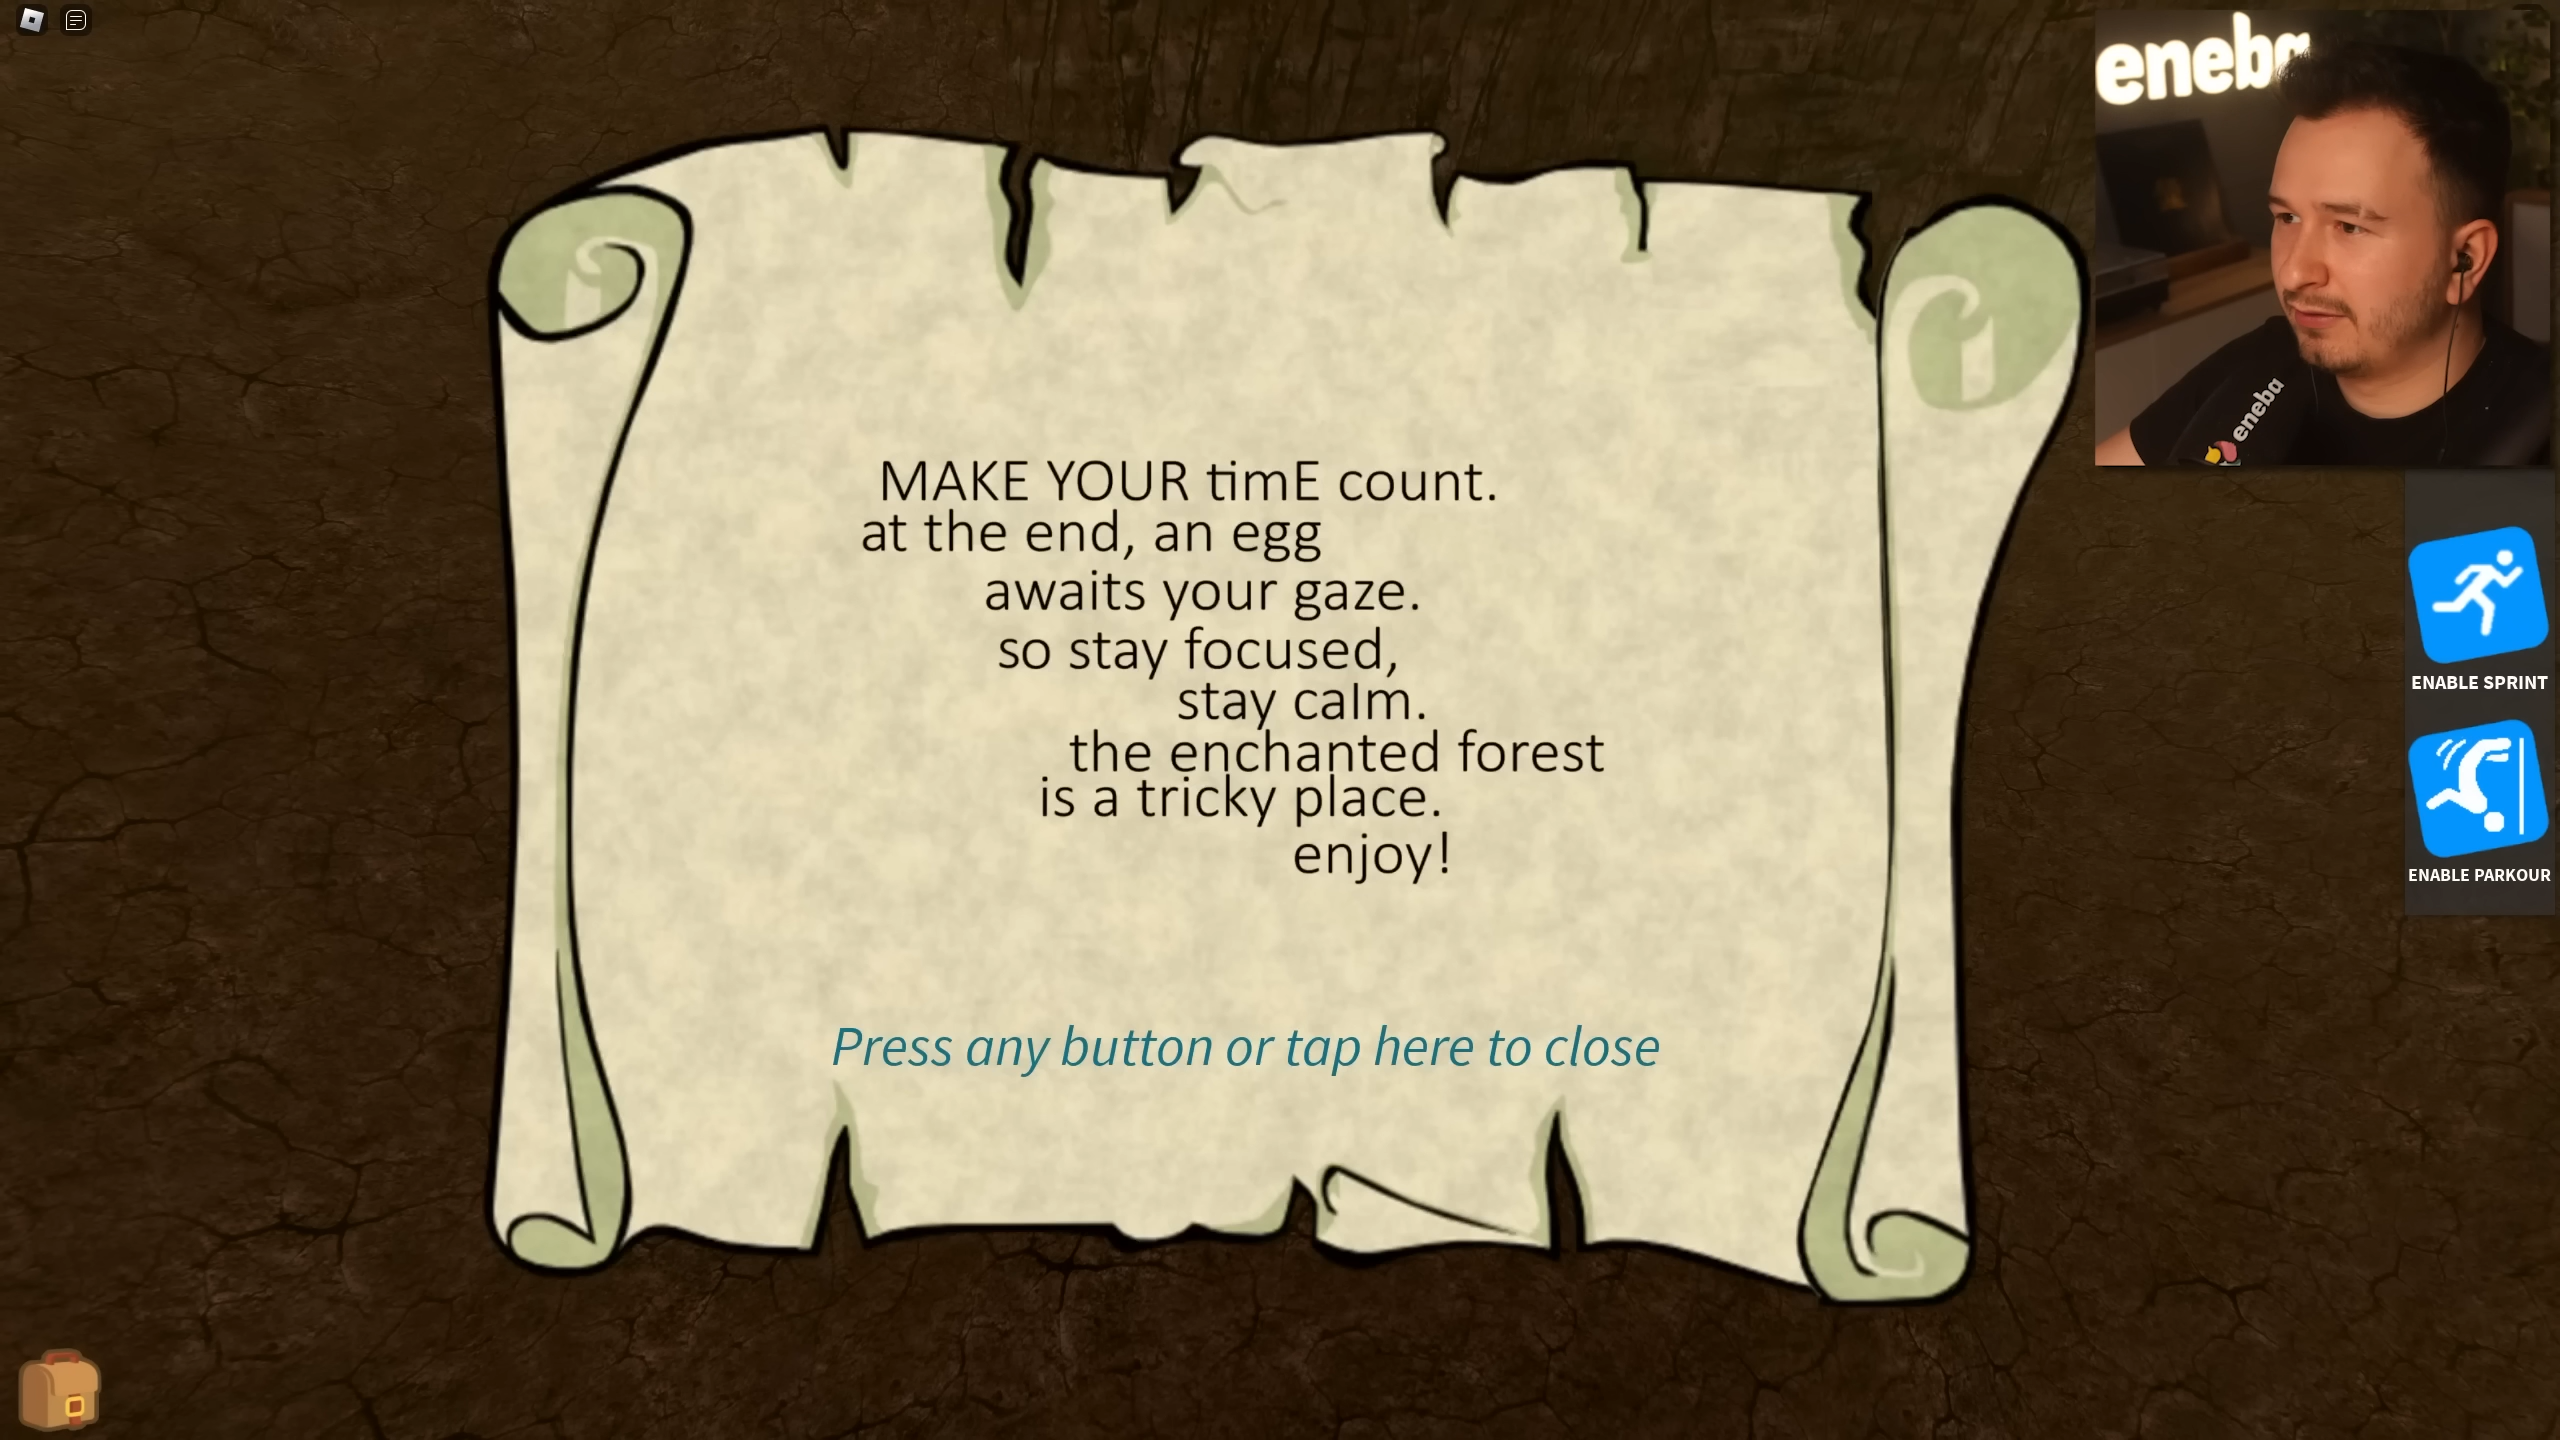 eneba
eneba
MAKE YOUR timE count.
at the end, an egg
awaits your gaze.
so stay focused,
stay calm.
the enchanted forest
is a tricky place.
enjoy!
Press any button or tap here to close
ENABLE SPRINT
ENABLE PARKOUR